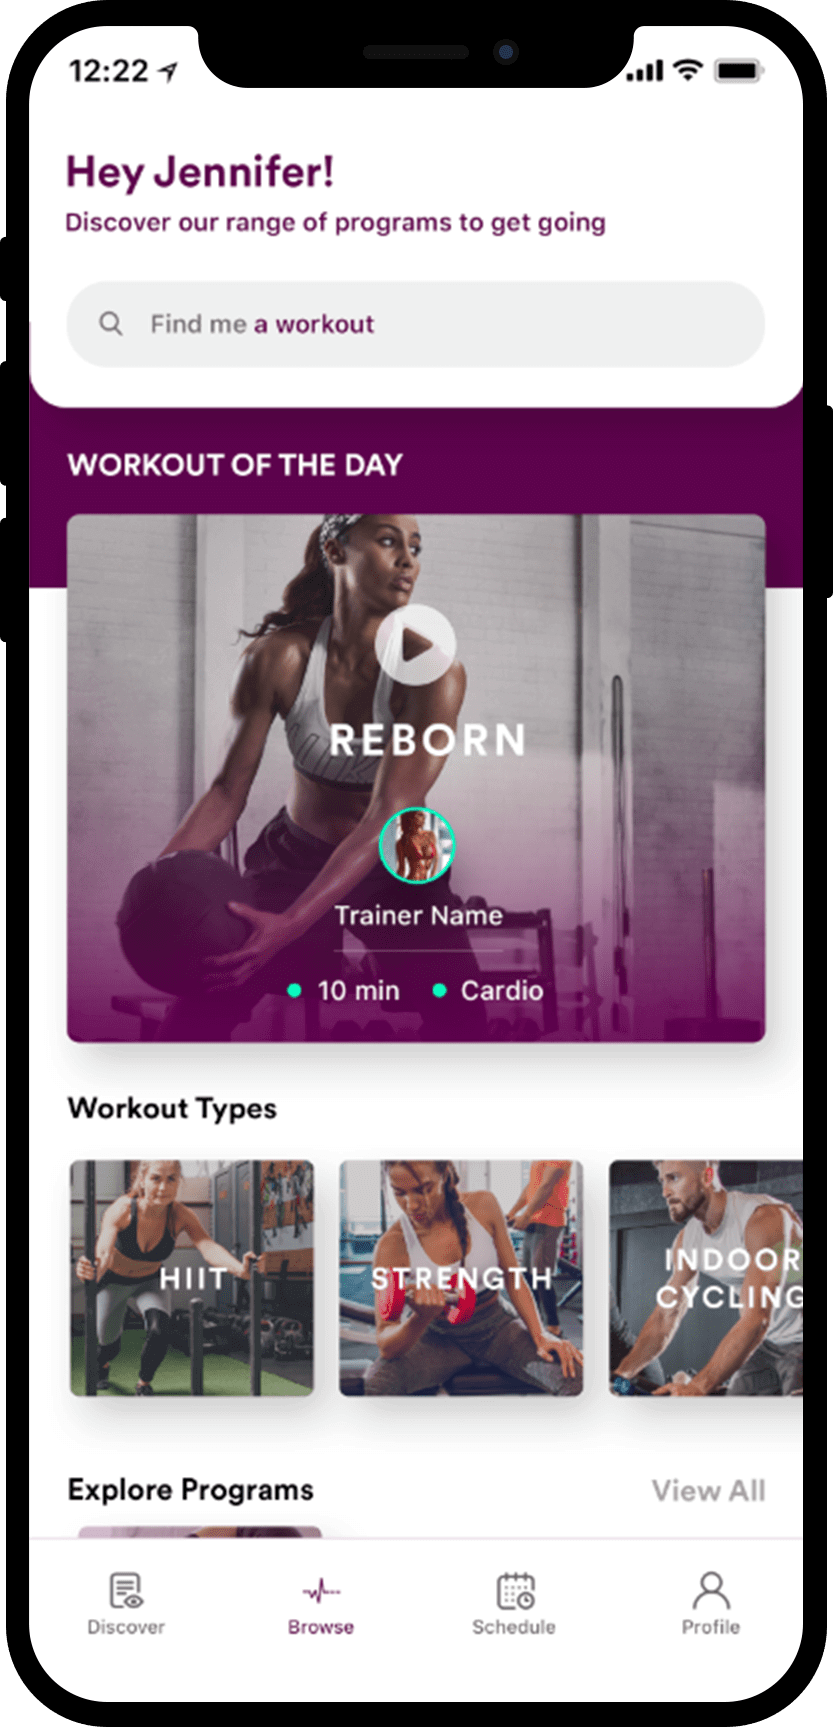 12:22
Hey Jennifer!
Discover our range of programs to get going
Find me a workout
WORKOUT OF THE DAY
REBORN
Trainer Name
10 min Cardio
Workout Types
HIIT
STRENGTH
INDOOR
CYCLING
Explore Programs
View All
Discover
Browse
Schedule
Profile